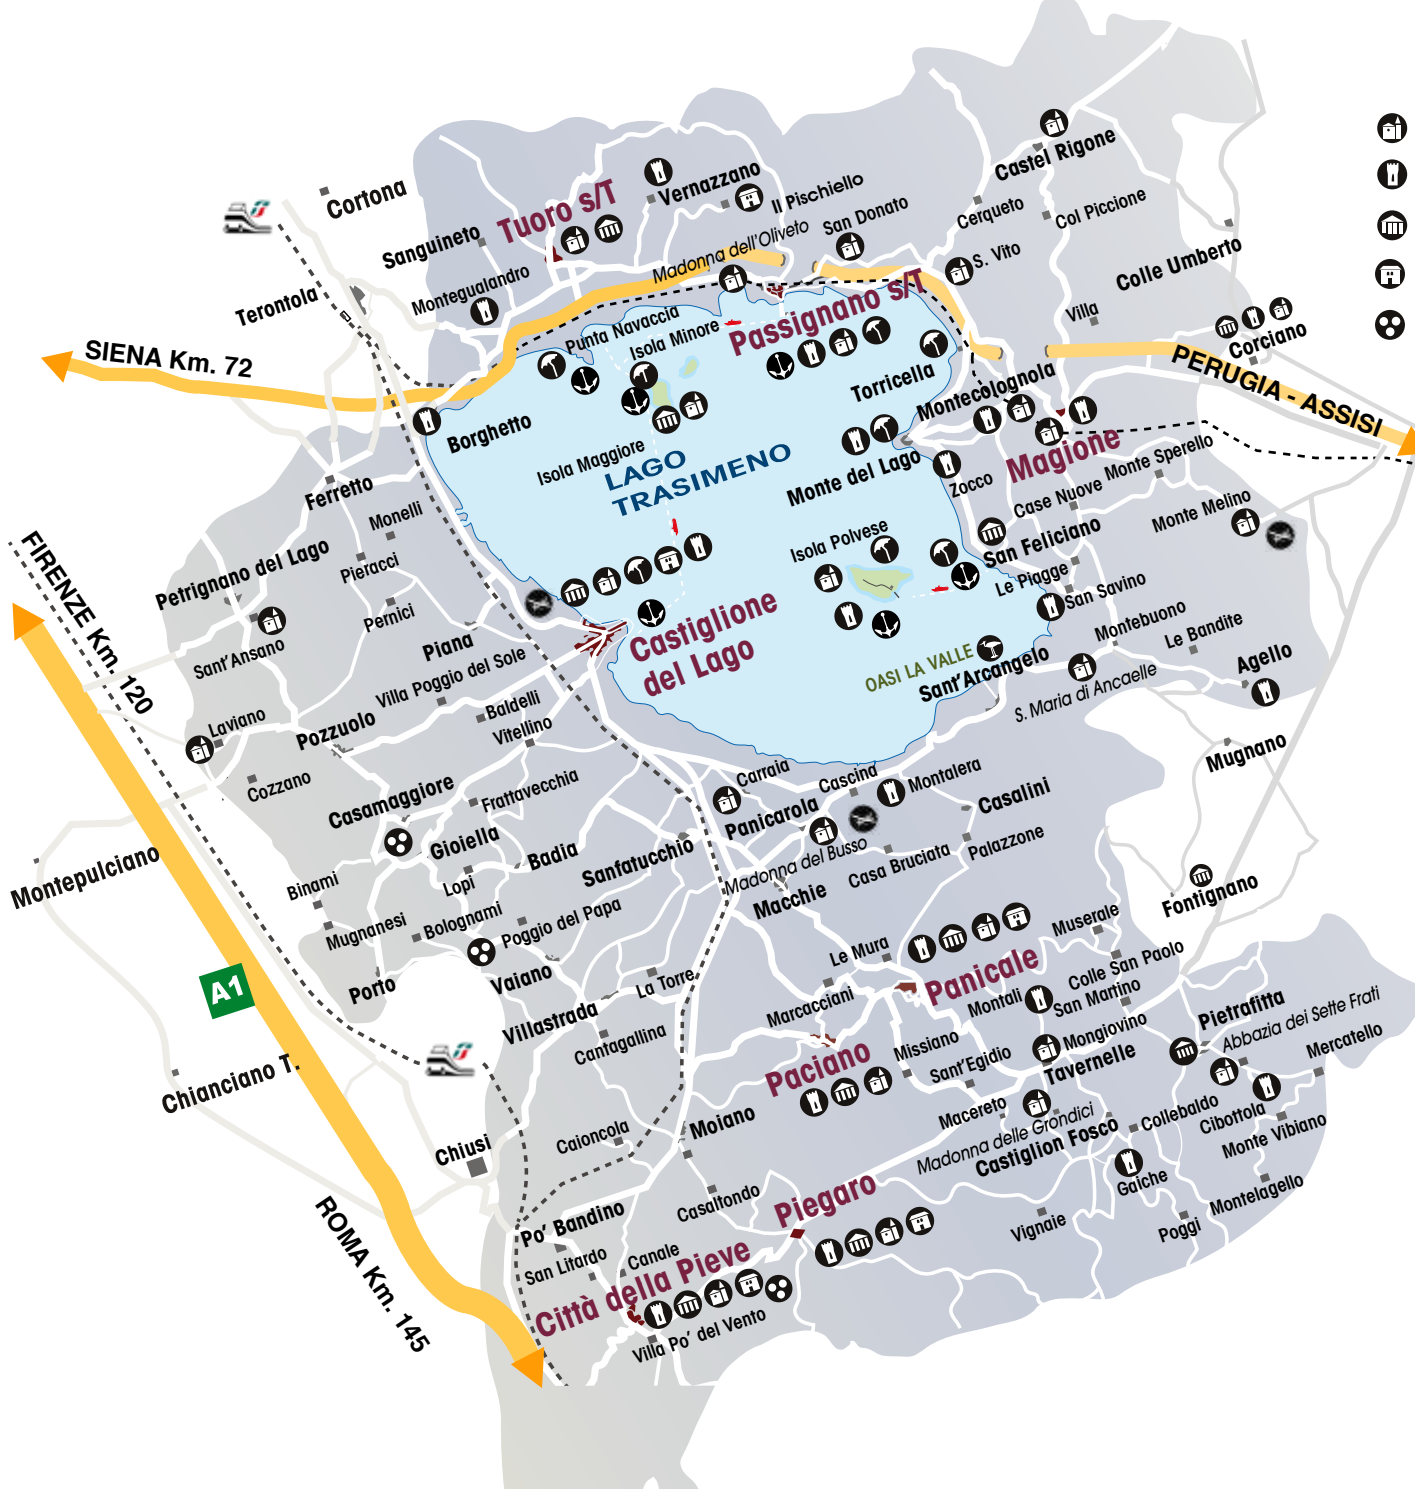 Cortona
Castel Rigone
Vernazzano
Il Pischiello
Tuoro s/T
Cerqueto
Col Piccione
San Donato
Sanguineto
Madonna dell'Oliveto
S. Vito
Colle Umberto
Montegualandro
Terontola
Passignano s/T
Punta Navaccia
Villa
Isola Minore
Corciano
SIENA Km. 72
PERUGIA - ASSISI
Torricella
Montecolognola
Borghetto
Isola Maggiore
LAGO
TRASIMENO
Monte del Lago
Magione
Monte Sperello
Zocco
Case Nuove
Monte Melino
Ferretto
Monelli
Isola Polvese
San Feliciano
FIRENZE Km. 120
Petrignano del Lago
Pieracci
Le Piagge
San Savino
Pernici
Castiglione
del Lago
Piana
Montebuono
Le Bandite
Sant'Ansano
Villa Poggio del Sole
OASI LA VALLE
Sant'Arcangelo
Agello
S. Maria di Ancaelle
Laviano
Pozzuolo
Baldelli
Vitellino
Mugnano
Cozzano
Carraia
Cascina
Montalera
Casamaggiore
Frattavecchia
Panicarola
Casalini
Gioiella
Badia
Sanfatucchio
Madonna del Busso
Casa Bruciata
Palazzone
Montepulciano
Binami
Lopi
Macchie
Fontignano
Mugnanesi
Bolognami
Poggio del Papa
Le Mura
Muserale
Porto
Vaiano
La Torre
Panicale
Colle San Paolo
A1
Villastrada
Marcacciani
Montali
San Martino
Pietrafitta
Abbazia dei Sette Frati
Cantagallina
Missiano
Mongiovino
Mercatello
Chianciano T.
Paciano
Sant'Egidio
Tavernelle
Macereto
Madonna delle Grondici
Collebaldo
Cibottola
Chiusi
Caioncola
Moiano
Castiglion Fosco
Monte Vibiano
Gaiche
Piegaro
Casaltondo
Montelagello
ROMA Km. 145
Po' Bandino
Vignaie
Poggi
San Litardo
Canale
Città della Pieve
Villa Po' del Vento